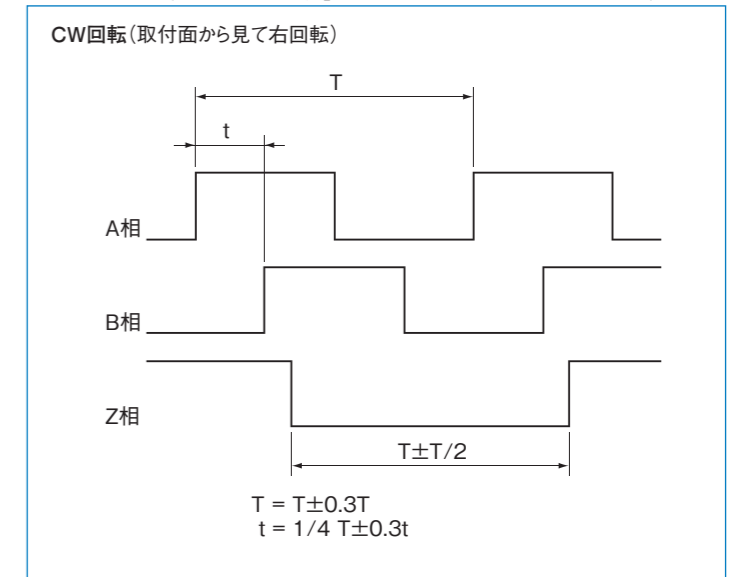 CW回転(取付面から見て右回転)
T
t
A相
B相
Z相
T±T/2
T = T±0.3T
t = 1/4 T±0.3t